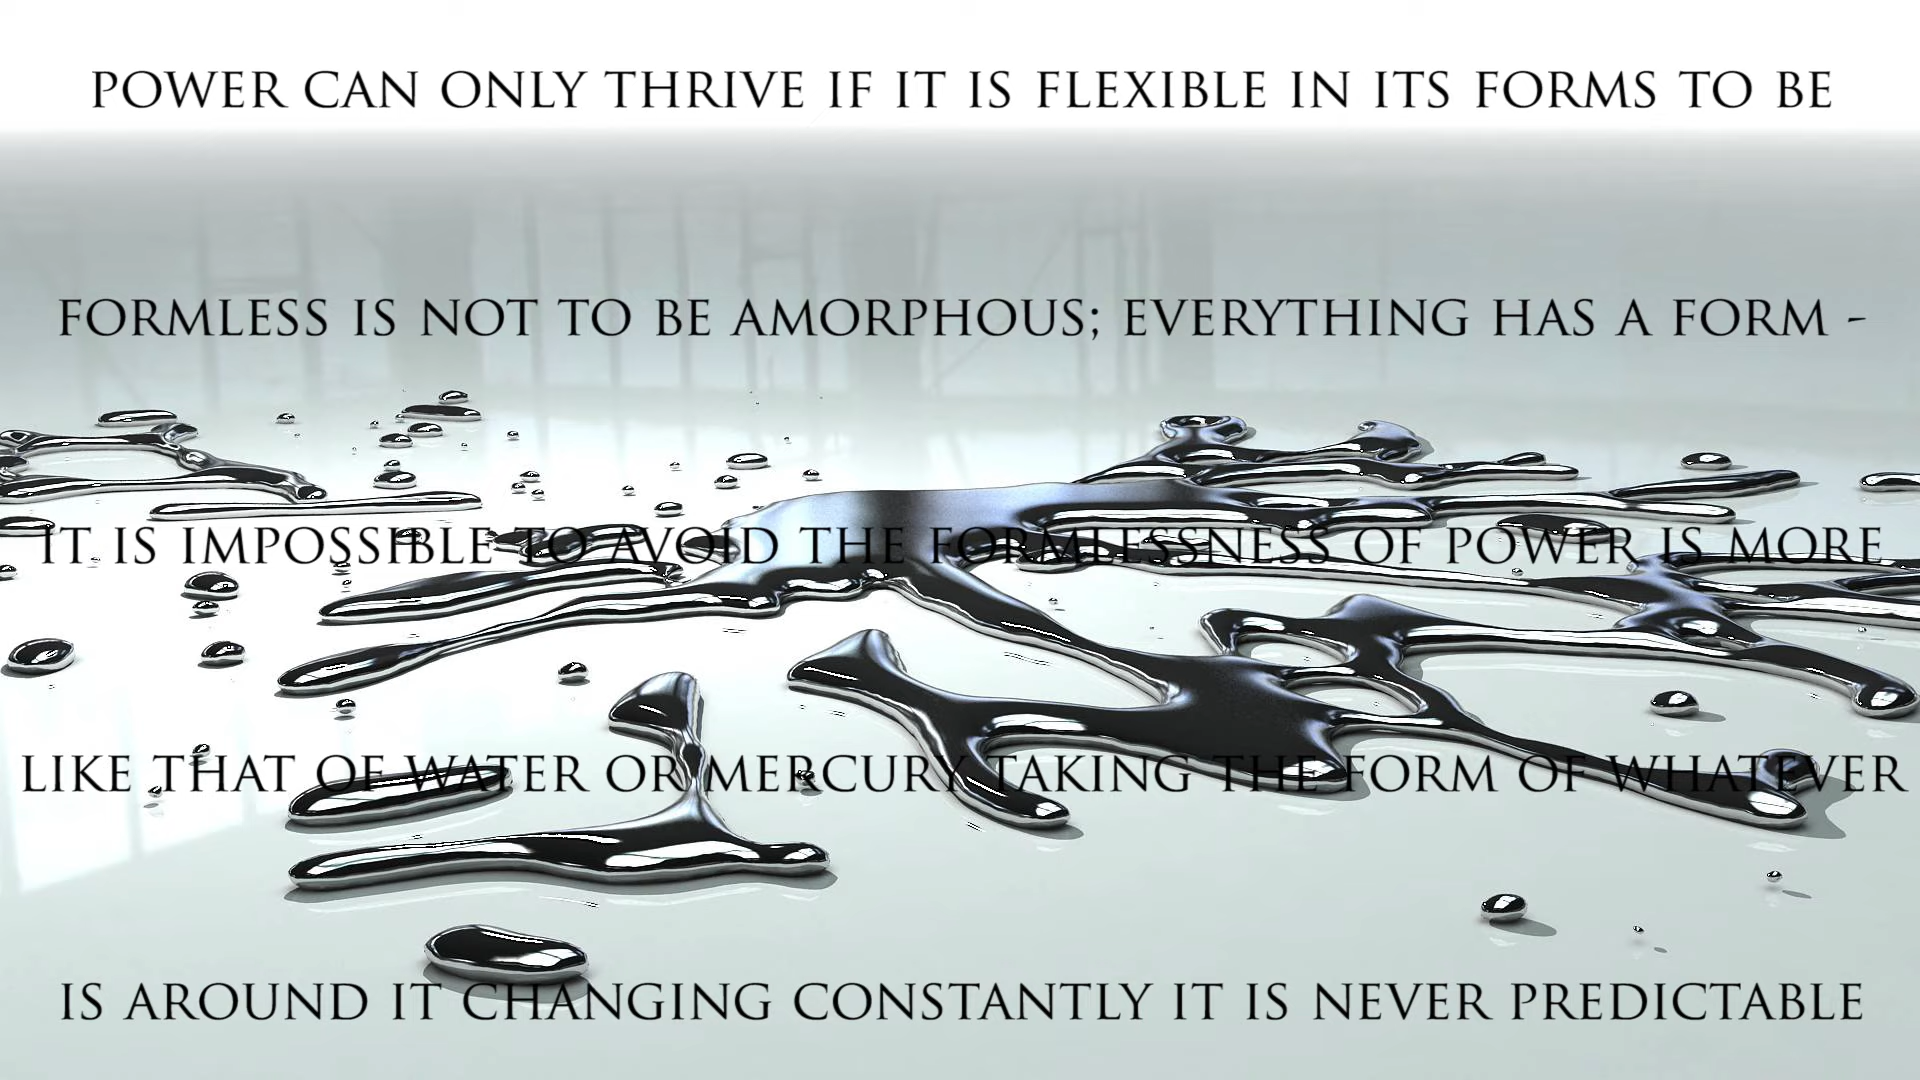 POWER CAN ONLY THRIVE IF IT IS FLEXIBLE IN ITS FORMS TO BE
FORMLESS IS NOT TO BE AMORPHOUS; EVERYTHING HAS A FORM -
IT IS IMPOSSIBLE TO AVOID THE FORMLESSNESS OF POWER IS MORE
LIKE THAT OF WATER OR MERCURY TAKING THE FORM OF WHATEVER
IS AROUND IT CHANGING CONSTANTLY IT IS NEVER PREDICTABLE